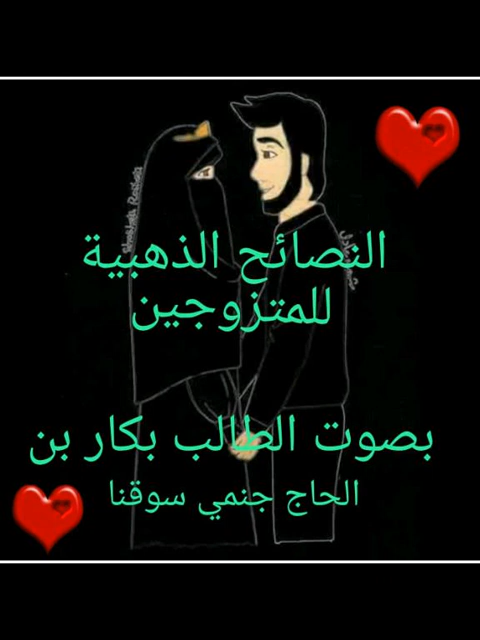 النصائح الذهبية
للمتزوجين
بصوت الطالب بكار بن
الحاج جنمي سوقنا